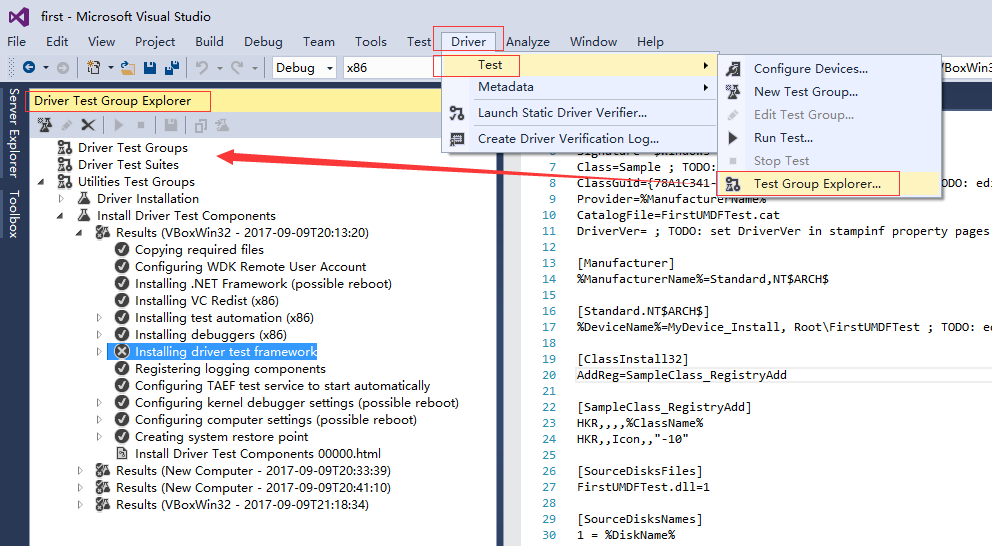 first - Microsoft Visual Studio
File Edit View Project Build Debug Team Tools Test Driver Analyze Window Help
Debug x86
Test
Metadata
Launch Static Driver Verifier...
Create Driver Verification Log...
Configure Devices...
New Test Group...
Edit Test Group...
Run Test...
Stop Test
Test Group Explorer...
VBoxWin3
Server Explorer
Toolbox
Driver Test Group Explorer
Driver Test Groups
Driver Test Suites
Utilities Test Groups
Driver Installation
Install Driver Test Components
Results (VBoxWin32 - 2017-09-09T20:13:20)
Copying required files
Configuring WDK Remote User Account
Installing .NET Framework (possible reboot)
Installing VC Redist (x86)
Installing test automation (x86)
Installing debuggers (x86)
Installing driver test framework
Registering logging components
Configuring TAEF test service to start automatically
Configuring kernel debugger settings (possible reboot)
Configuring computer settings (possible reboot)
Creating system restore point
Install Driver Test Components 00000.html
Results (New Computer - 2017-09-09T20:33:39)
Results (New Computer - 2017-09-09T20:41:10)
Results (VBoxWin32 - 2017-09-09T21:18:34)
7 Class=Sample ; TODO:
8 ClassGuid={78A1C341- TODO: edi
9 Provider=%ManufacturerName%
10 CatalogFile=FirstUMDFTest.cat
11 DriverVer= ; TODO: set DriverVer in stampinf property pages
12
13 [Manufacturer]
14 %ManufacturerName%=Standard,NT$ARCH$
15
16 [Standard.NT$ARCH$]
17 %DeviceName%=MyDevice_Install, Root\FirstUMDFTest ; TODO: ed
18
19 [ClassInstall32]
20 AddReg=SampleClass_RegistryAdd
21
22 [SampleClass_RegistryAdd]
23 HKR,,,,%ClassName%
24 HKR,,Icon,,"-10"
25
26 [SourceDisksFiles]
27 FirstUMDFTest.dll=1
28
29 [SourceDisksNames]
30 1 = %DiskName%